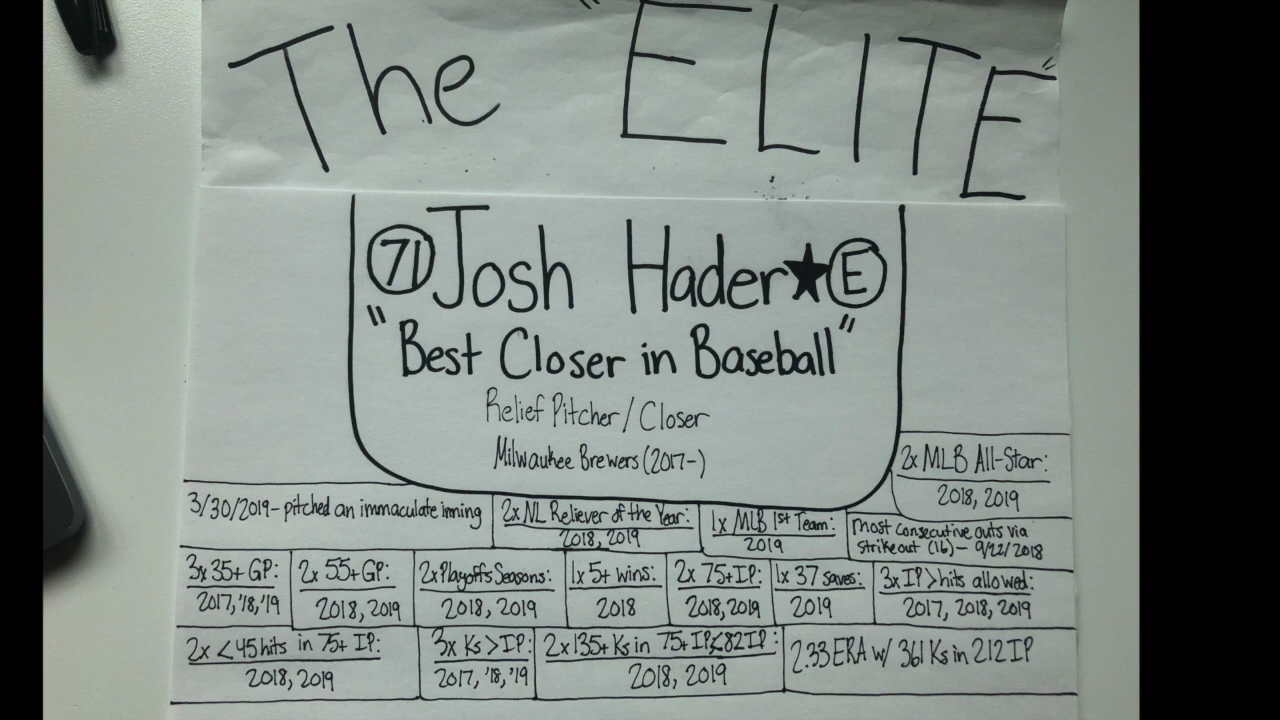 The "ELITE"
71 Josh Hader ★ E
"Best Closer in Baseball"
Relief Pitcher/Closer
Milwaukee Brewers (2017-)
2x MLB All-Star:
2018, 2019
3/30/2019- pitched an immaculate inning
2x NL Reliever of the Year:
2018, 2019
1x MLB 1st Team:
2019
most consecutive outs via
strikeout (16) - 9/22/2018
3x 35+ GP:
2017, '18, '19
2x 55+ GP:
2018, 2019
2x Playoffs Seasons:
2018, 2019
1x 5+ wins:
2018
2x 75+ IP:
2018, 2019
1x 37 saves:
2019
3x IP > hits allowed:
2017, 2018, 2019
2x < 45 hits in 75+ IP:
2018, 2019
3x Ks > IP:
2017, '18, '19
2x 135+ Ks in 75+ IP ≤ 82 IP:
2018, 2019
2.33 ERA w/ 361 Ks in 212 IP